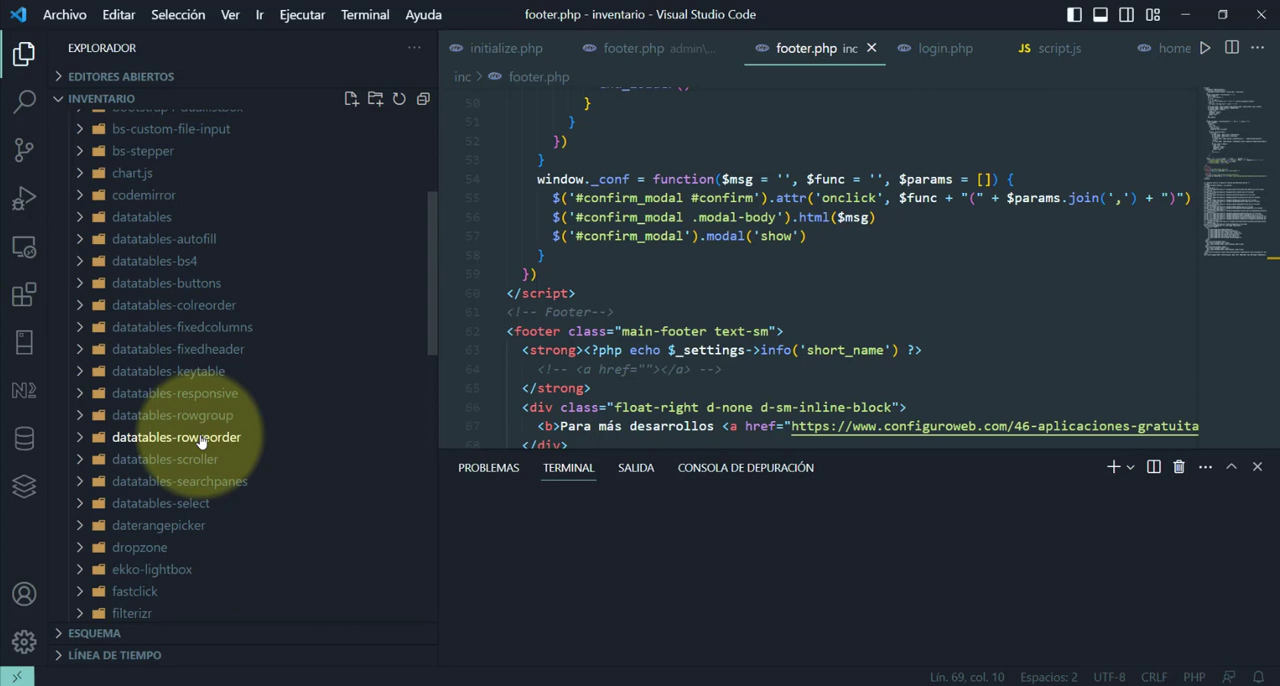 Archivo Editar Selección Ver Ir Ejecutar Terminal Ayuda footer.php - inventario - Visual Studio Code
EXPLORADOR
EDITORES ABIERTOS
INVENTARIO
bs-custom-file-input
bs-stepper
chart.js
codemirror
datatables
datatables-autofill
datatables-bs4
datatables-buttons
datatables-colreorder
datatables-fixedcolumns
datatables-fixedheader
datatables-keytable
datatables-responsive
datatables-rowgroup
datatables-rowreorder
datatables-scroller
datatables-searchpanes
datatables-select
daterangepicker
dropzone
ekko-lightbox
fastclick
filterizr
ESQUEMA
LÍNEA DE TIEMPO
initialize.php footer.php admin\... footer.php inc login.php JS script.js home
inc > footer.php
50 }
51 }
52 })
53 }
54 window._conf = function($msg = '', $func = '', $params = []) {
55 $('#confirm_modal #confirm').attr('onclick', $func + "(" + $params.join(',') + ")")
56 $('#confirm_modal .modal-body').html($msg)
57 $('#confirm_modal').modal('show')
58 }
59 })
60 </script>
61 <!-- Footer-->
62 <footer class="main-footer text-sm">
63 <strong><?php echo $_settings->info('short_name') ?>
64 <!-- <a href=""></a> -->
65 </strong>
66 <div class="float-right d-none d-sm-inline-block">
67 <b>Para más desarrollos <a href="https://www.configuroweb.com/46-aplicaciones-gratuita
68 </div>
PROBLEMAS TERMINAL SALIDA CONSOLA DE DEPURACIÓN
Lín. 69, col. 10 Espacios: 2 UTF-8 CRLF PHP